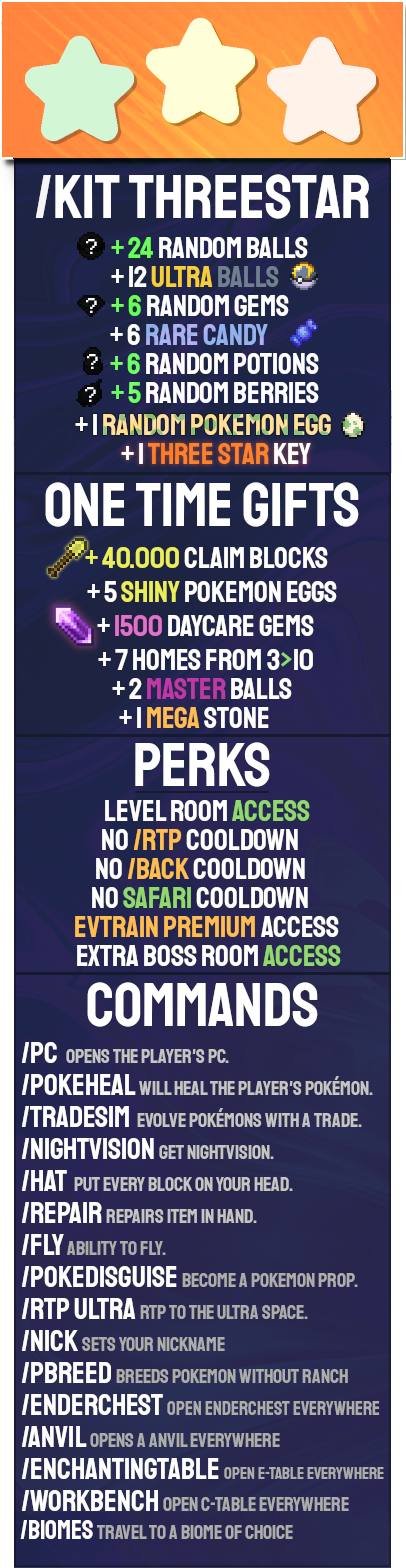 /KIT THREESTAR
? + 24 RANDOM BALLS
+ 12 ULTRA BALLS
? + 6 RANDOM GEMS
+ 6 RARE CANDY
? + 6 RANDOM POTIONS
? + 5 RANDOM BERRIES
+ 1 RANDOM POKEMON EGG
+ 1 THREE STAR KEY
ONE TIME GIFTS
+ 40.000 CLAIM BLOCKS
+ 5 SHINY POKEMON EGGS
+ 1500 DAYCARE GEMS
+ 7 HOMES FROM 3>10
+ 2 MASTER BALLS
+ 1 MEGA STONE
PERKS
LEVEL ROOM ACCESS
NO /RTP COOLDOWN
NO /BACK COOLDOWN
NO SAFARI COOLDOWN
EVTRAIN PREMIUM ACCESS
EXTRA BOSS ROOM ACCESS
COMMANDS
/PC OPENS THE PLAYER'S PC.
/POKEHEAL WILL HEAL THE PLAYER'S POKÉMON.
/TRADESIM EVOLVE POKÉMONS WITH A TRADE.
/NIGHTVISION GET NIGHTVISION.
/HAT PUT EVERY BLOCK ON YOUR HEAD.
/REPAIR REPAIRS ITEM IN HAND.
/FLY ABILITY TO FLY.
/POKEDISGUISE BECOME A POKEMON PROP.
/RTP ULTRA RTP TO THE ULTRA SPACE.
/NICK SETS YOUR NICKNAME
/PBREED BREEDS POKEMON WITHOUT RANCH
/ENDERCHEST OPEN ENDERCHEST EVERYWHERE
/ANVIL OPENS A ANVIL EVERYWHERE
/ENCHANTINGTABLE OPEN E-TABLE EVERYWHERE
/WORKBENCH OPEN C-TABLE EVERYWHERE
/BIOMES TRAVEL TO A BIOME OF CHOICE